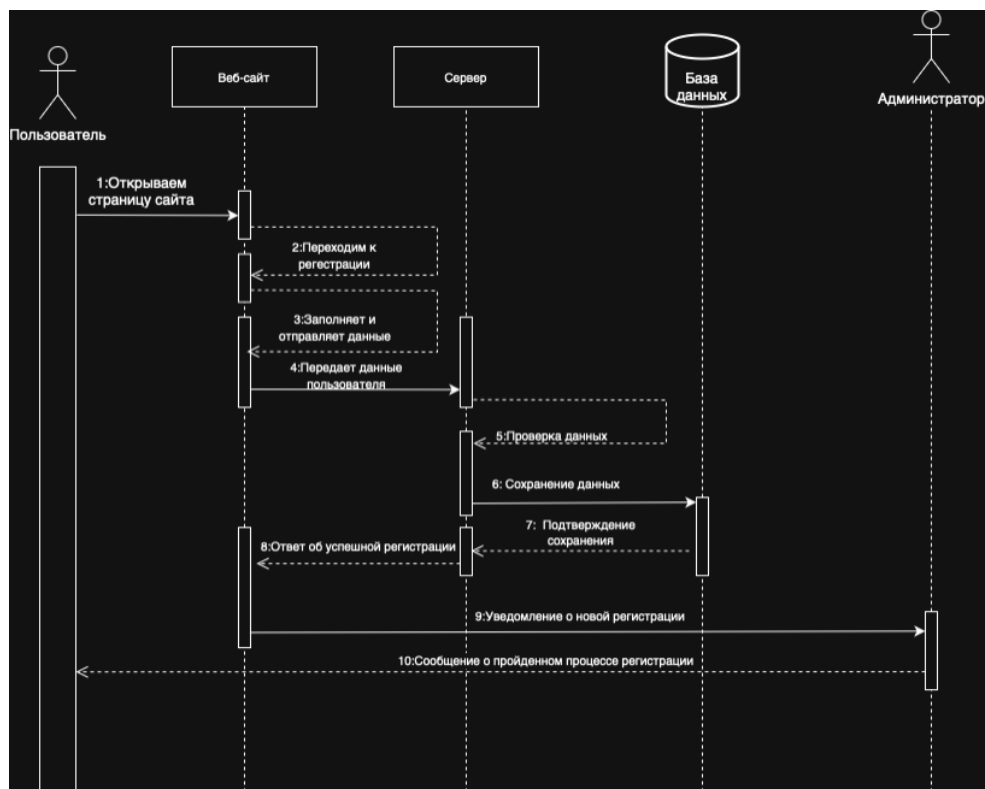 Пользователь
Веб-сайт
Сервер
База
данных
Администратор
1:Открываем
страницу сайта
2:Переходим к
регестрации
3:Заполняет и
отправляет данные
4:Передает данные
пользователя
5:Проверка данных
6: Сохранение данных
7: Подтверждение
сохранения
8:Ответ об успешной регистрации
9:Уведомление о новой регистрации
10:Сообщение о пройденном процессе регистрации